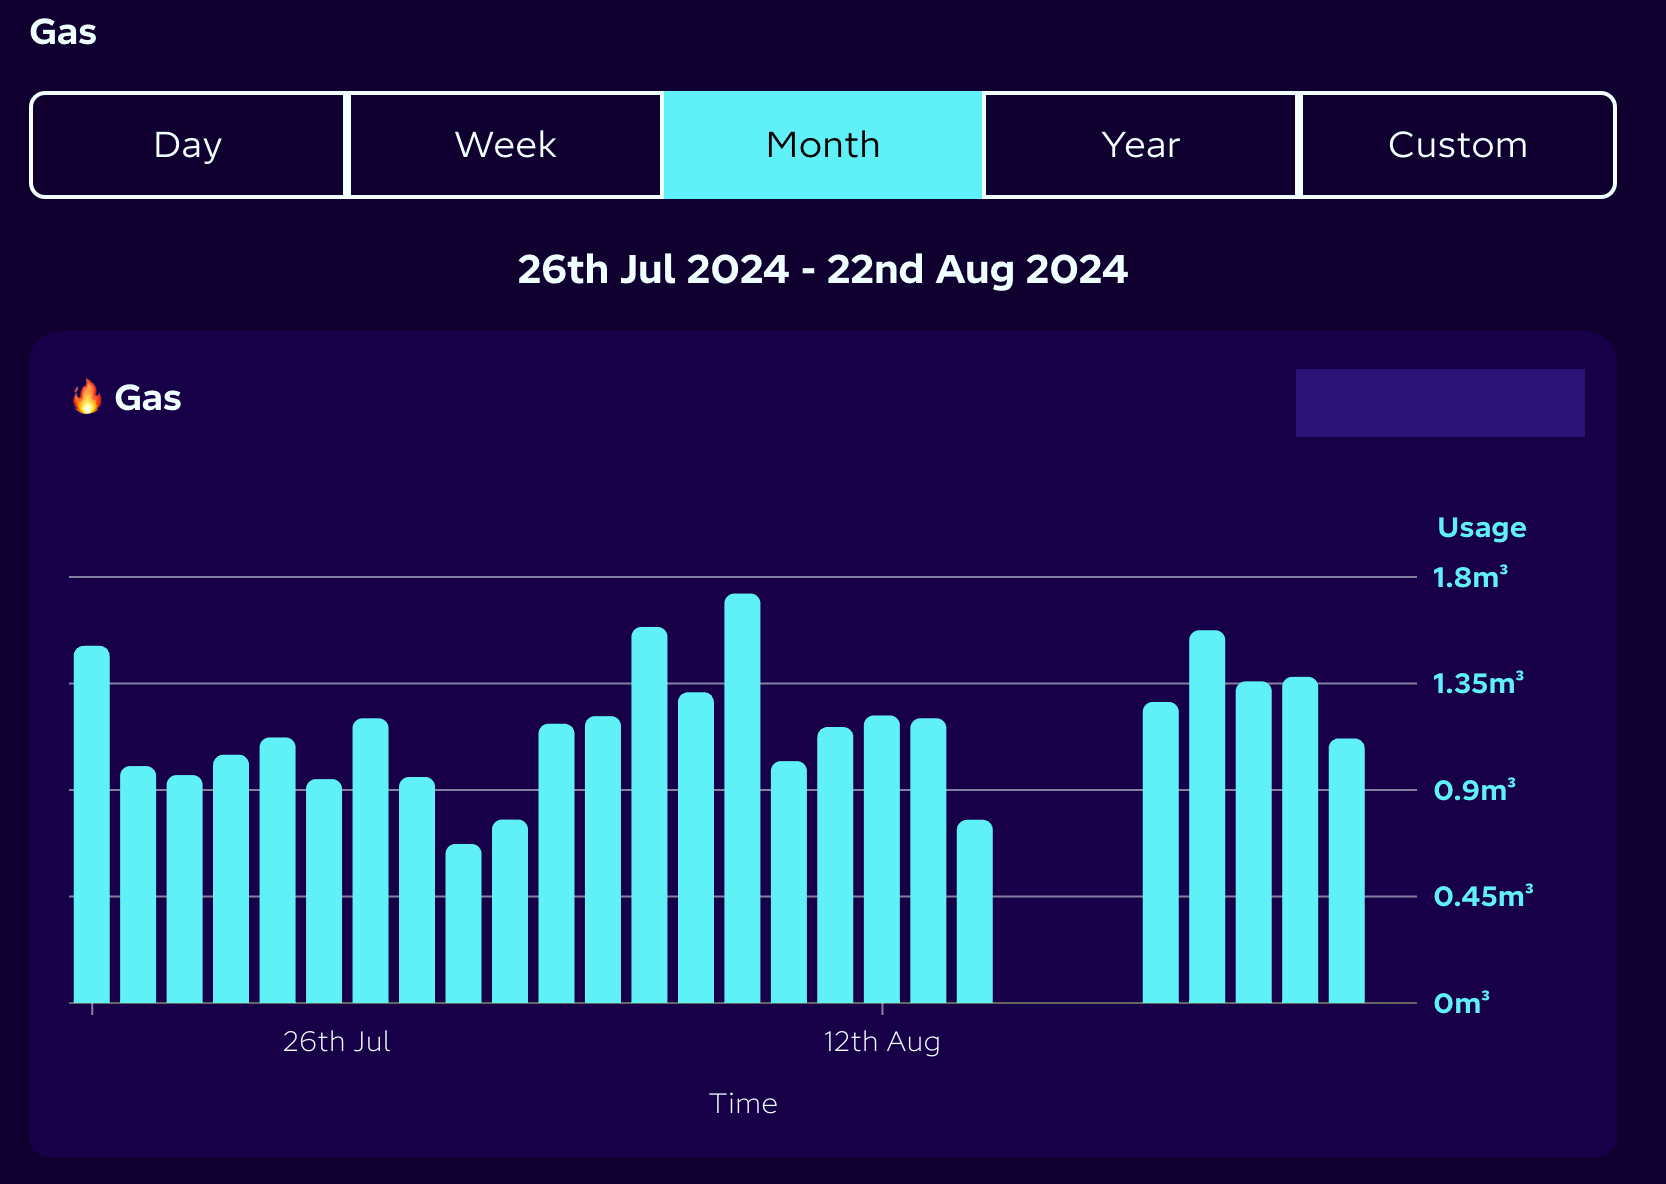 Gas
Day Week Month Year Custom
26th Jul 2024 - 22nd Aug 2024
🔥 Gas
Usage
1.8m³
1.35m³
0.9m³
0.45m³
0m³
26th Jul 12th Aug
Time